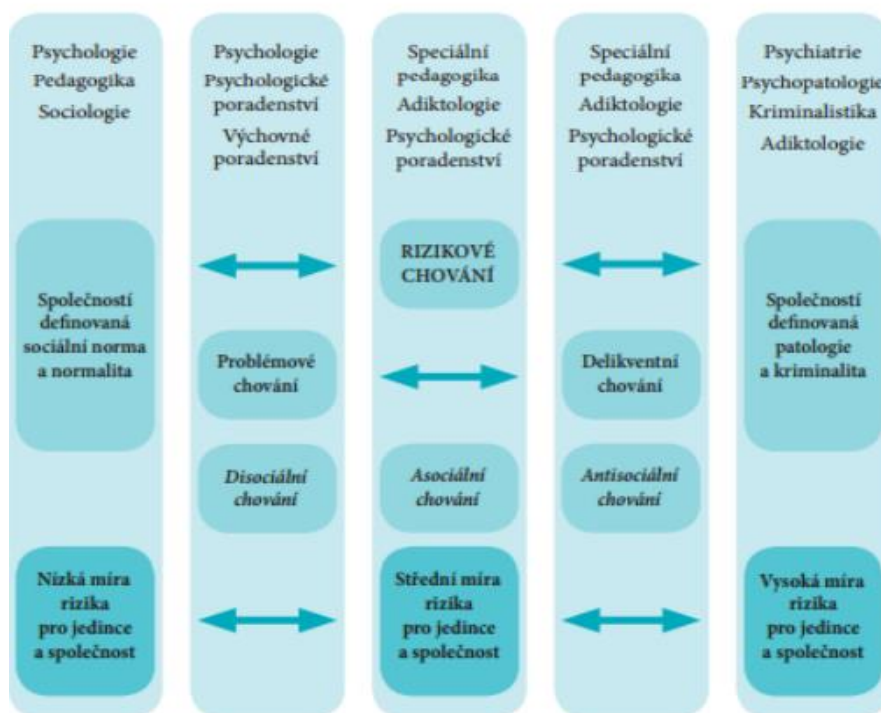 Psychologie
Pedagogika
Sociologie
Psychologie
Psychologické
poradenství
Výchovné
poradenství
Speciální
pedagogika
Adiktologie
Psychologické
poradenství
Speciální
pedagogika
Adiktologie
Psychologické
poradenství
Psychiatrie
Psychopatologie
Kriminalistika
Adiktologie
Společností
definovaná
sociální norma
a normalita
RIZIKOVÉ
CHOVÁNÍ
Společností
definovaná
patologie
a kriminalita
Problémové
chování
Delikventní
chování
Disociální
chování
Asociální
chování
Antisociální
chování
Nízká míra
rizika
pro jedince
a společnost
Střední míra
rizika
pro jedince
a společnost
Vysoká míra
rizika
pro jedince
a společnost